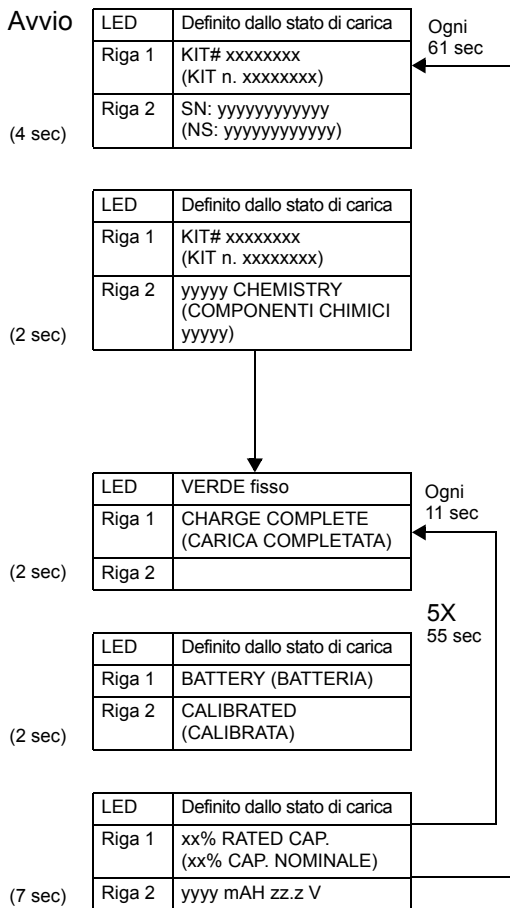 Avvio
LED Definito dallo stato di carica
Riga 1 KIT# xxxxxxxx
(KIT n. xxxxxxxx)
Riga 2 SN: yyyyyyyyyyyy
(NS: yyyyyyyyyyyy)
(4 sec)
Ogni
61 sec
LED Definito dallo stato di carica
Riga 1 KIT# xxxxxxxx
(KIT n. xxxxxxxx)
Riga 2 yyyyy CHEMISTRY
(COMPONENTI CHIMICI
yyyyy)
(2 sec)
LED VERDE fisso
Riga 1 CHARGE COMPLETE
(CARICA COMPLETATA)
(2 sec) Riga 2
Ogni
11 sec
5X
55 sec
LED Definito dallo stato di carica
Riga 1 BATTERY (BATTERIA)
Riga 2 CALIBRATED
(CALIBRATA)
(2 sec)
LED Definito dallo stato di carica
Riga 1 xx% RATED CAP.
(xx% CAP. NOMINALE)
(7 sec) Riga 2 yyyy mAH zz.z V